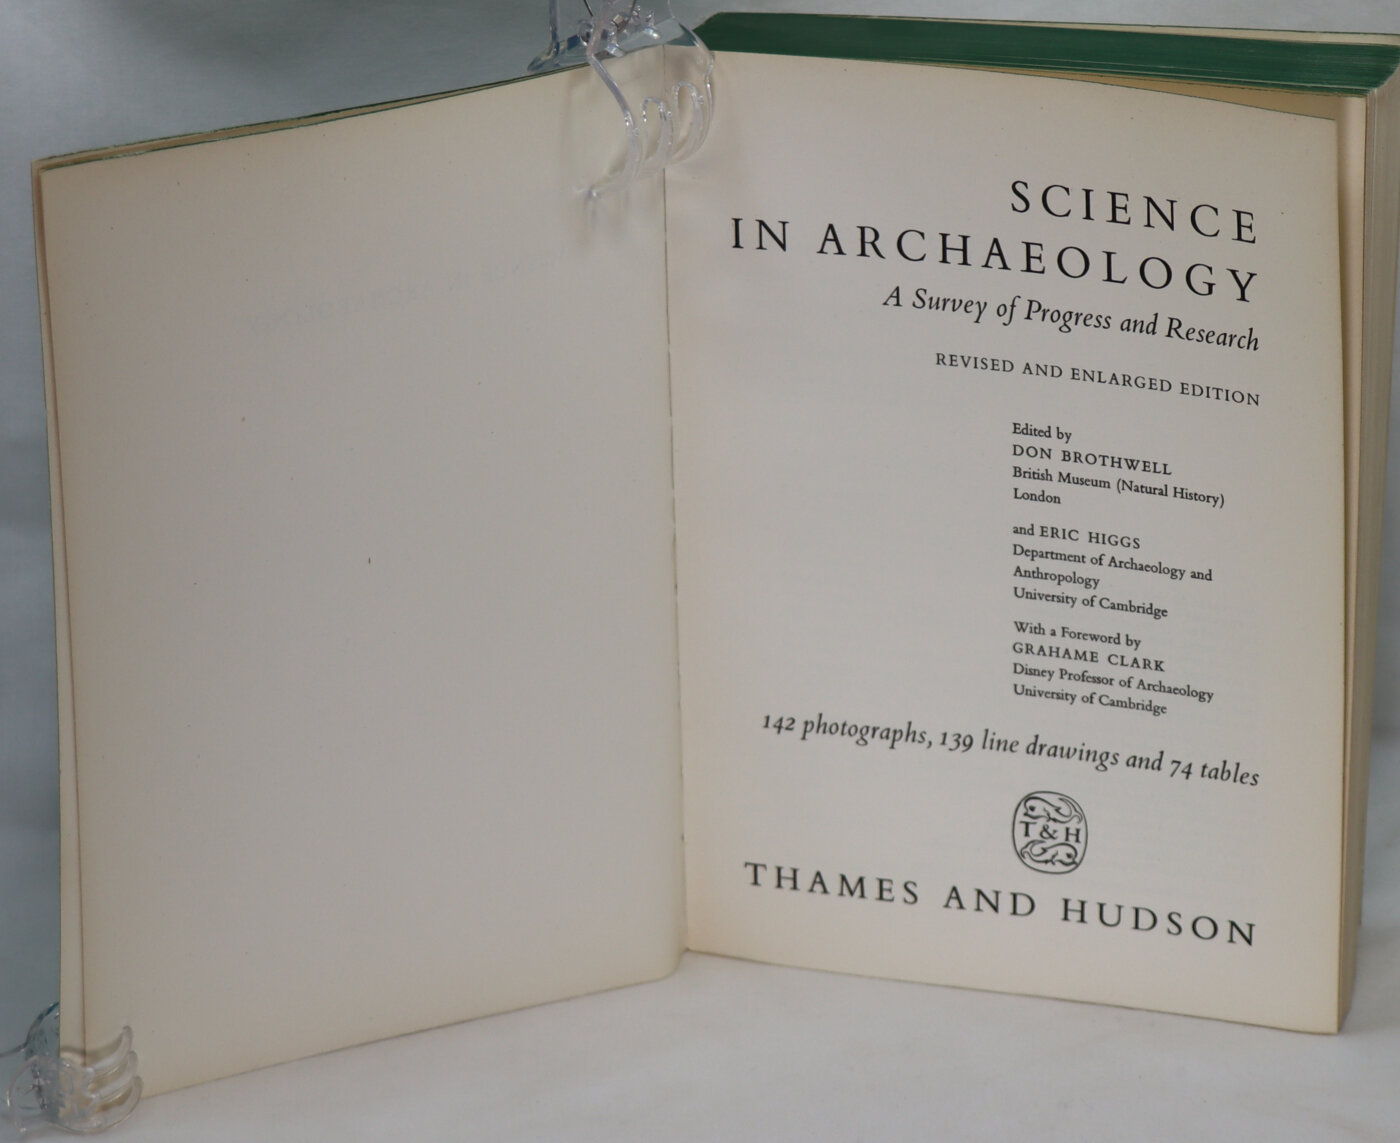 SCIENCE
IN ARCHAEOLOGY
A Survey of Progress and Research
REVISED AND ENLARGED EDITION
Edited by
DON BROTHWELL
British Museum (Natural History)
London
and ERIC HIGGS
Department of Archaeology and
Anthropology
University of Cambridge
With a Foreword by
GRAHAME CLARK
Disney Professor of Archaeology
University of Cambridge
142 photographs, 139 line drawings and 74 tables
T & H
THAMES AND HUDSON